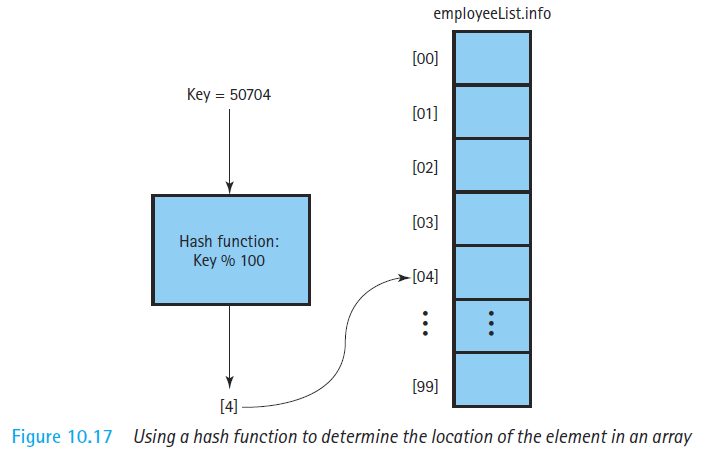 employeeList.info
[00]
Key = 50704
[01]
[02]
[03]
Hash function:
Key % 100
[04]
[99]
[4]
Figure 10.17 Using a hash function to determine the location of the element in an array